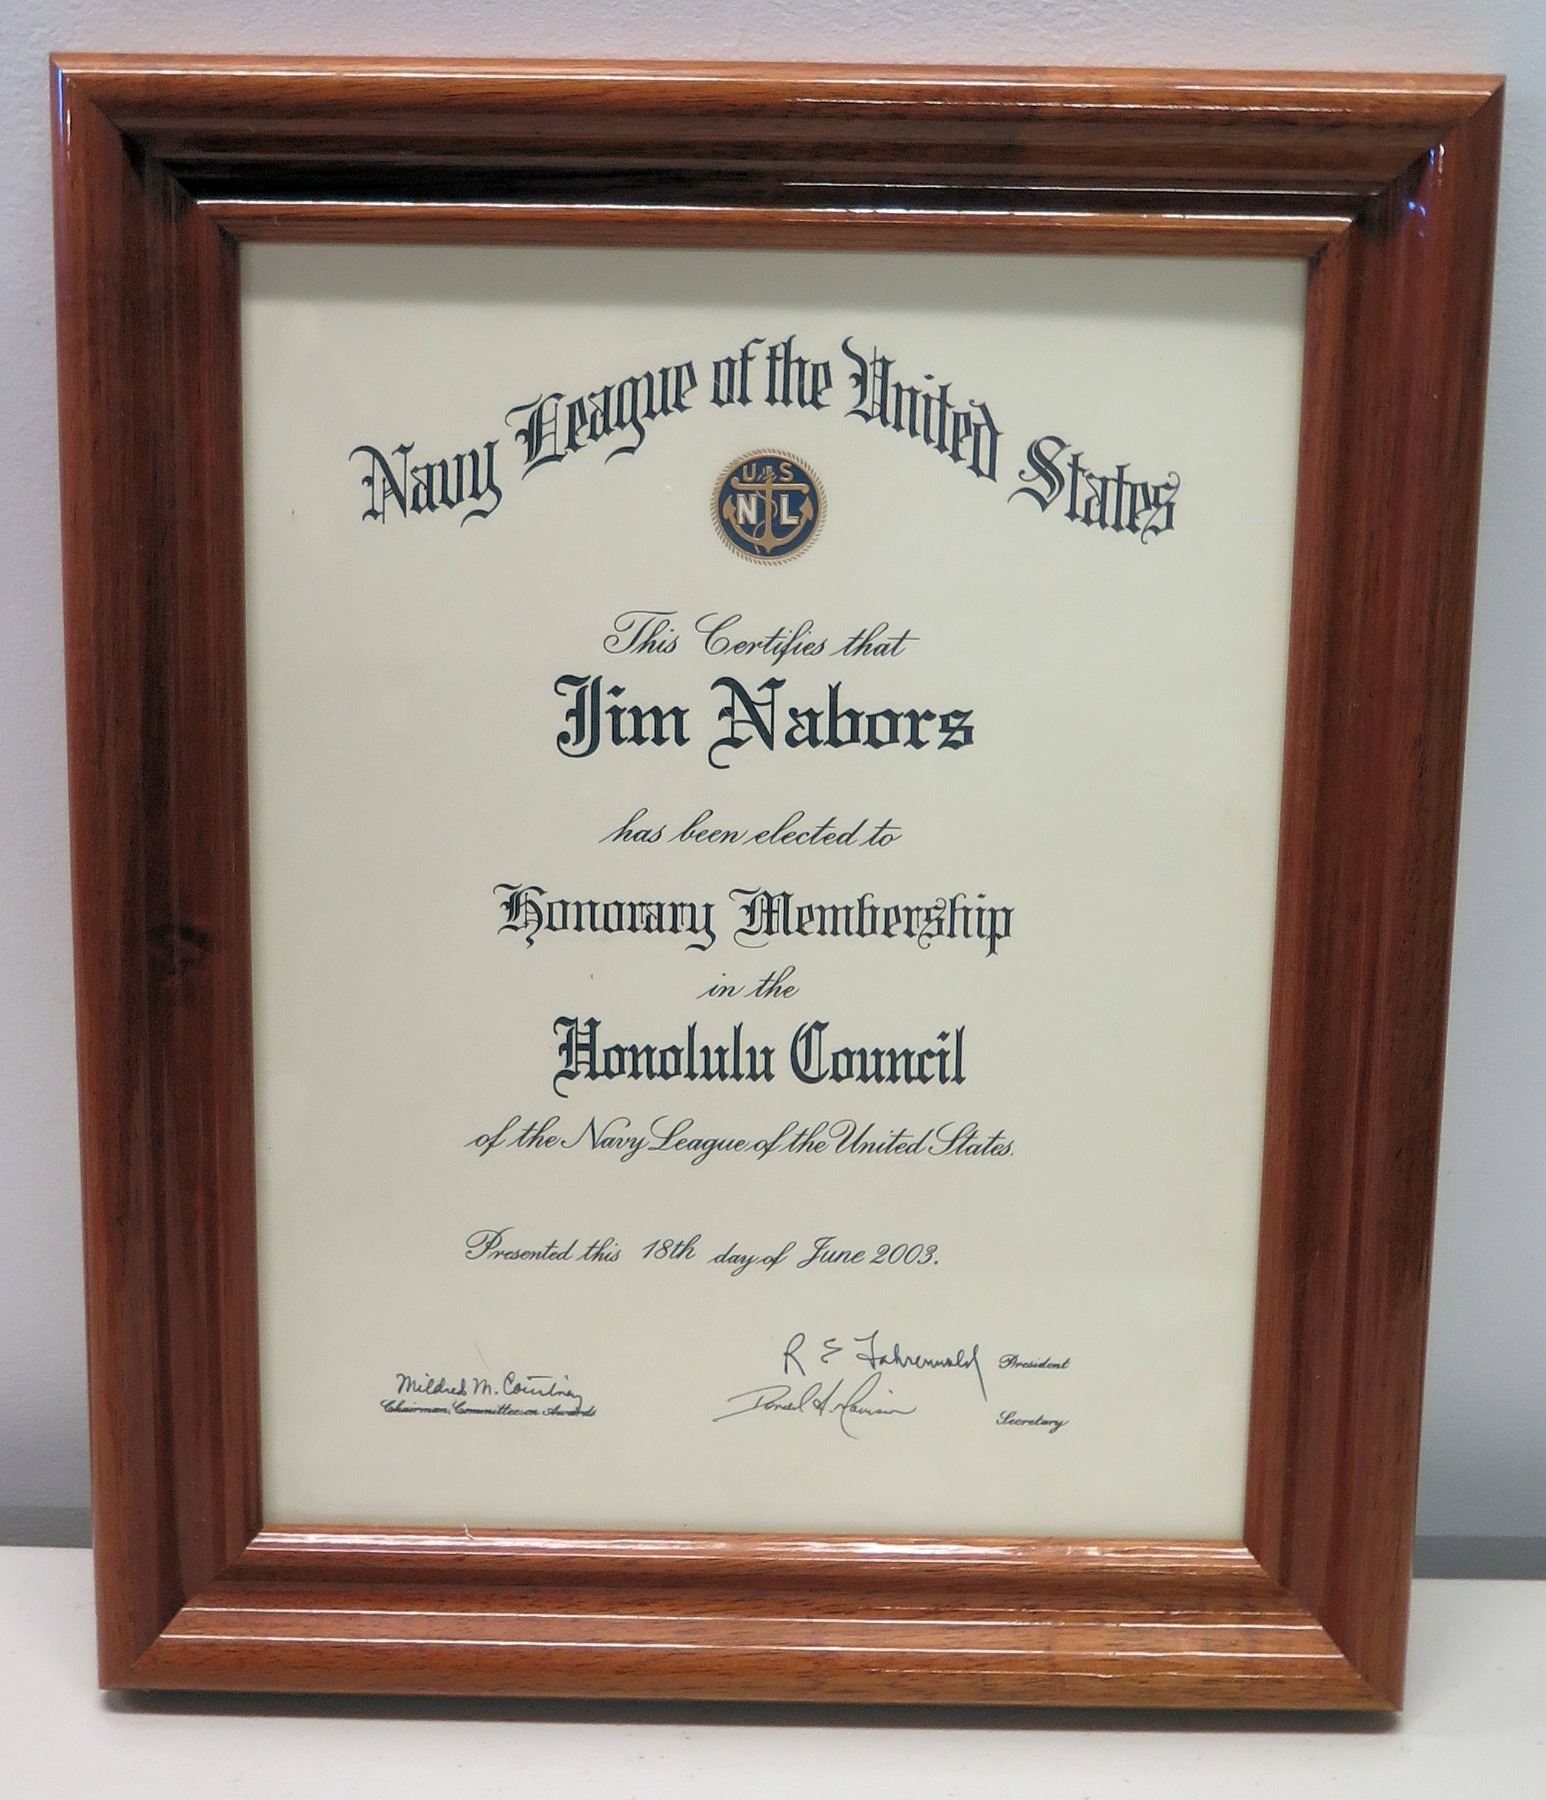 Navy League of the United States
U S
N L
This Certifies that
Jim Nabors
has been elected to
Honorary Membership
in the
Honolulu Council
of the Navy League of the United States.
Presented this 18th day of June 2003.
R E Fahrenwald President
Mildred M. Courtney
Chairman, Committee on Awards
Secretary